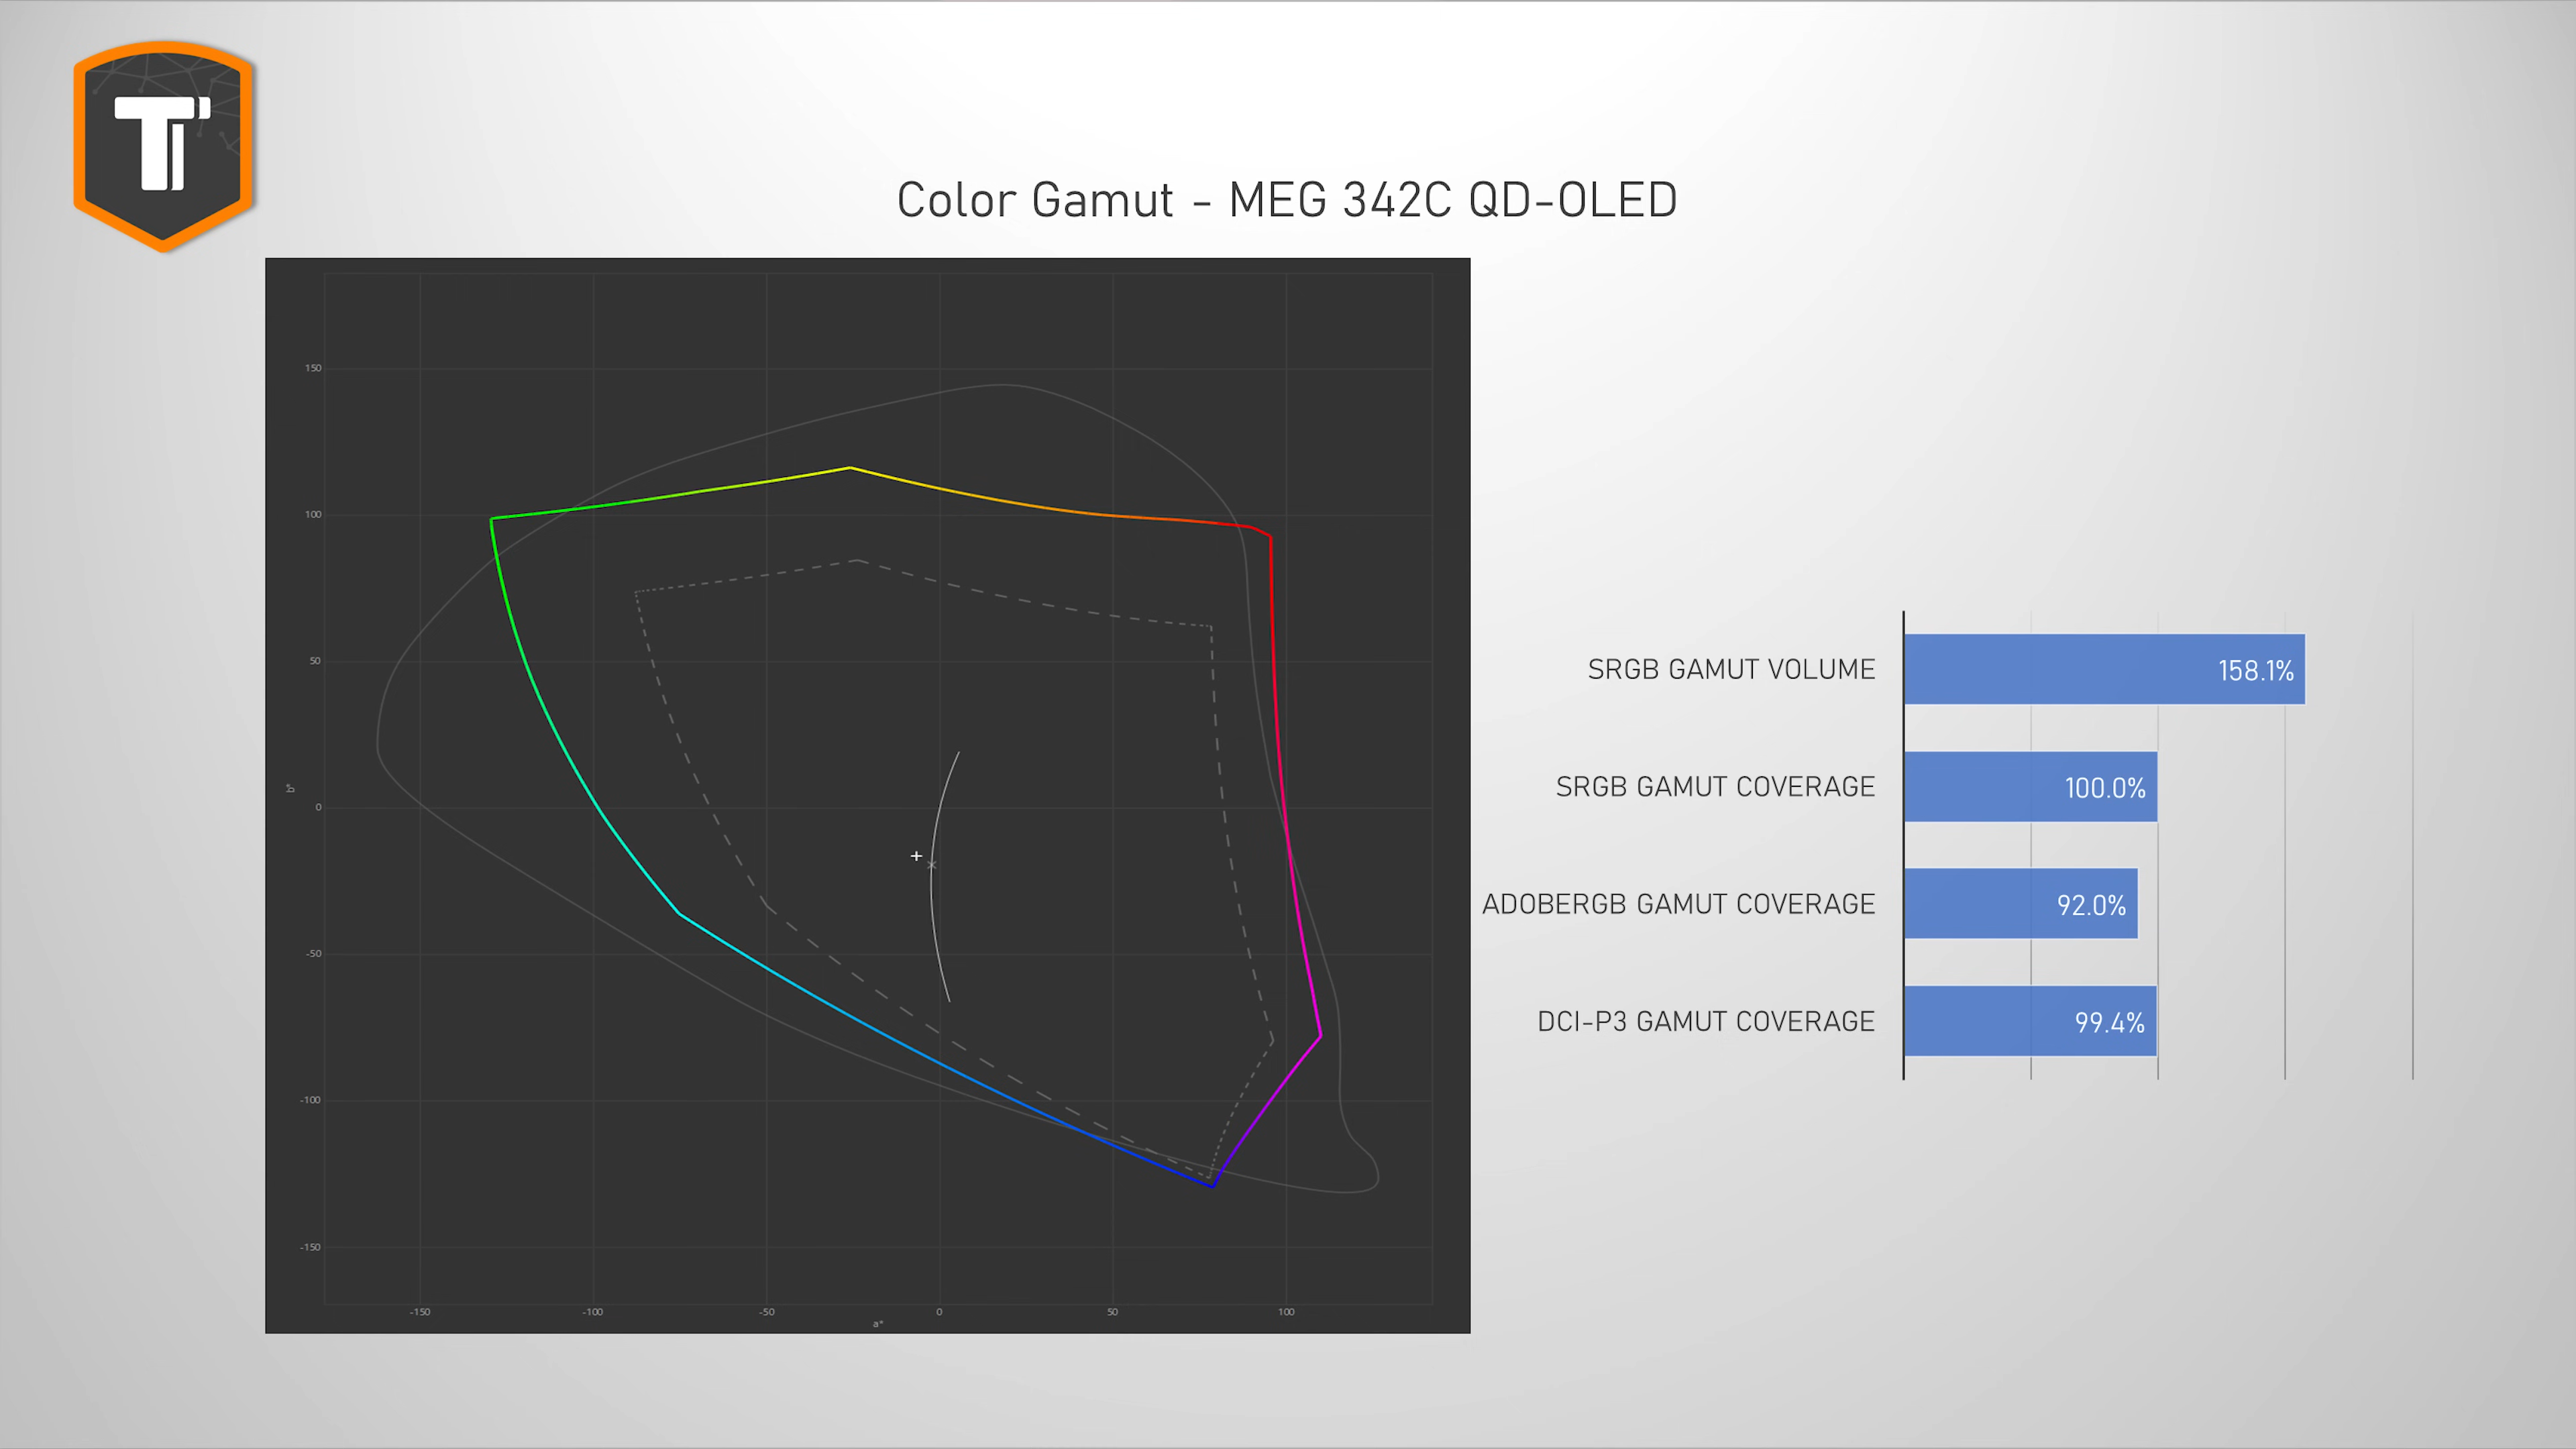 T
Color Gamut - MEG 342C QD-OLED
150
100
50
0
-50
-100
-150
b*
-150
-100
-50
0
50
100
a*
SRGB GAMUT VOLUME 158.1%
SRGB GAMUT COVERAGE 100.0%
ADOBERGB GAMUT COVERAGE 92.0%
DCI-P3 GAMUT COVERAGE 99.4%